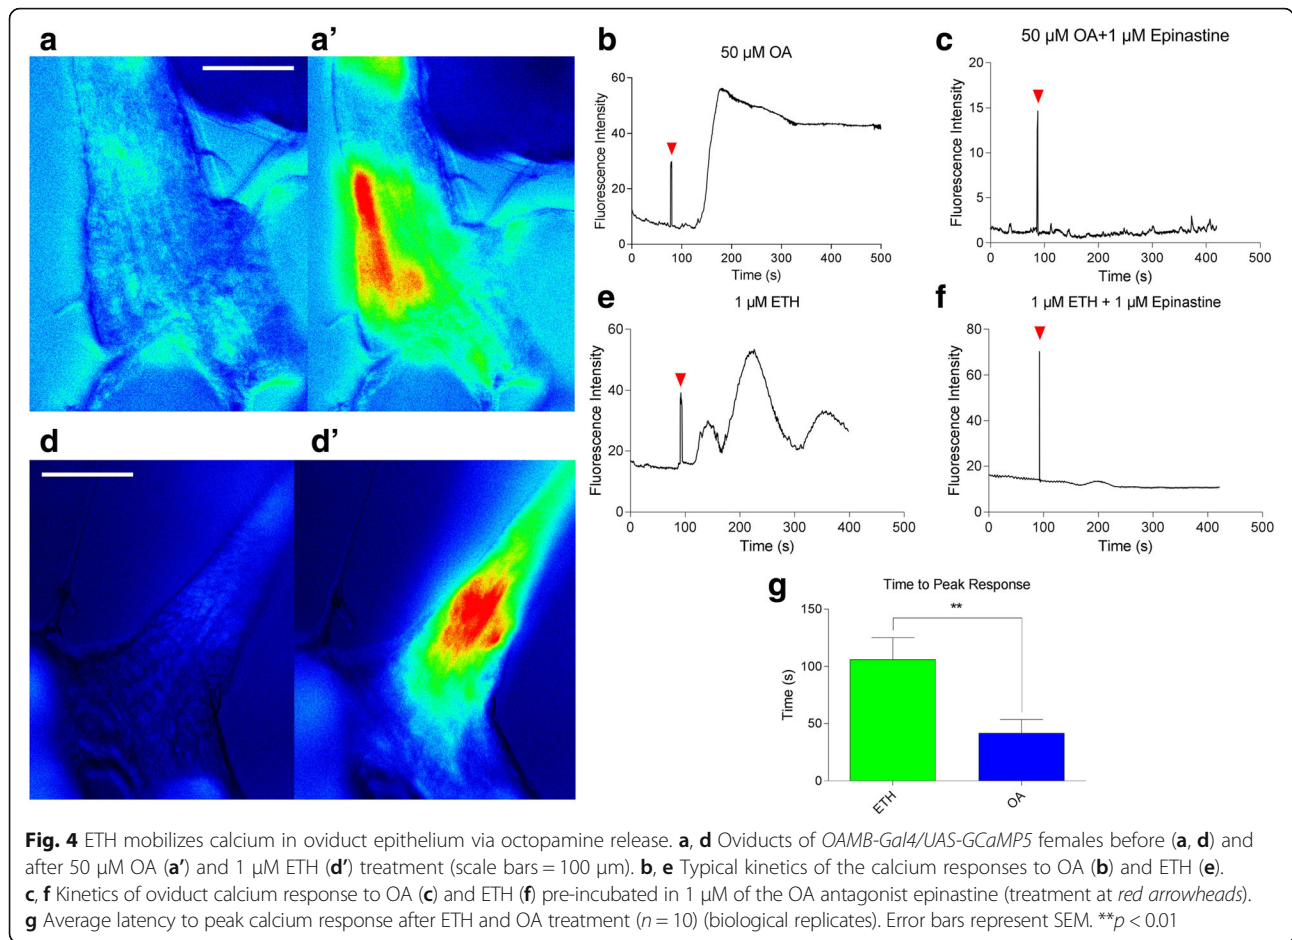 a
a’
b
50 µM OA
Fluorescence Intensity
60
40
20
0
0 100 200 300 400 500
Time (s)
c
50 µM OA+1 µM Epinastine
Fluorescence Intensity
20
15
10
5
0
0 100 200 300 400 500
Time (s)
d
d’
e
1 µM ETH
Fluorescence Intensity
60
40
20
0
0 100 200 300 400 500
Time (s)
f
1 µM ETH + 1 µM Epinastine
Fluorescence Intensity
80
60
40
20
0
0 100 200 300 400 500
Time (s)
g
Time to Peak Response
**
Time (s)
150
100
50
0
ETH OA
Fig. 4 ETH mobilizes calcium in oviduct epithelium via octopamine release. a, d Oviducts of OAMB-Gal4/UAS-GCaMP5 females before (a, d) and
after 50 µM OA (a’) and 1 µM ETH (d’) treatment (scale bars = 100 µm). b, e Typical kinetics of the calcium responses to OA (b) and ETH (e).
c, f Kinetics of oviduct calcium response to OA (c) and ETH (f) pre-incubated in 1 µM of the OA antagonist epinastine (treatment at red arrowheads).
g Average latency to peak calcium response after ETH and OA treatment (n = 10) (biological replicates). Error bars represent SEM. **p < 0.01